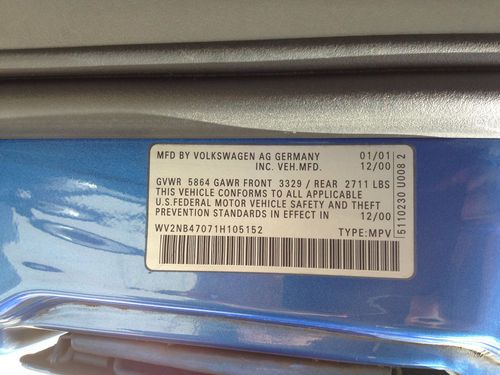 MFD BY VOLKSWAGEN AG GERMANY 01/01
INC. VEH.MFD. 12/00
GVWR 5864 GAWR FRONT 3329 / REAR 2711 LBS
THIS VEHICLE CONFORMS TO ALL APPLICABLE
U.S.FEDERAL MOTOR VEHICLE SAFETY AND THEFT
PREVENTION STANDARDS IN EFFECT IN 12/00
WV2NB47071H105152 TYPE:MPV
5110230 U008 2